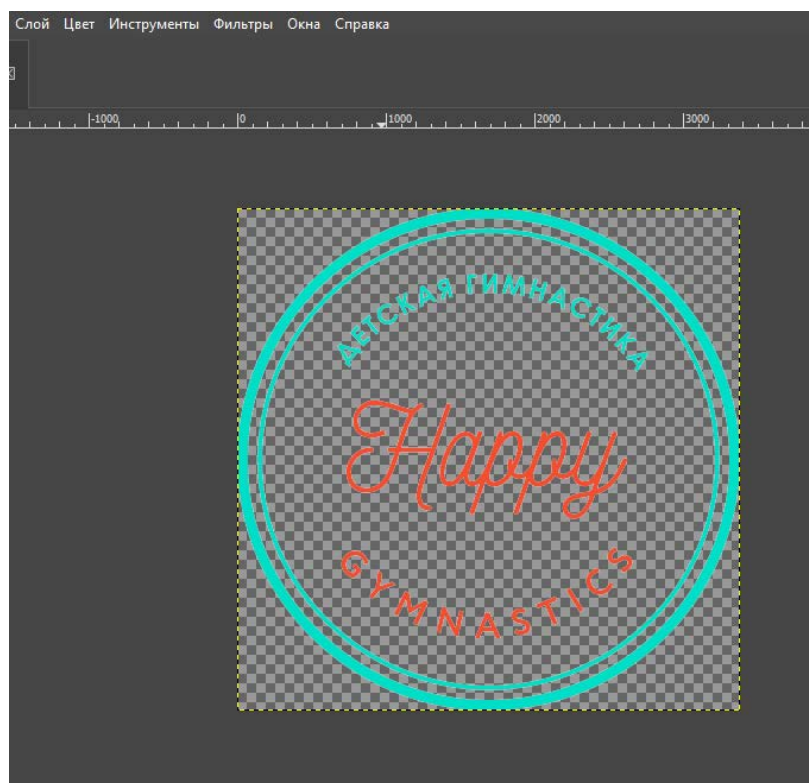 Слой Цвет Инструменты Фильтры Окна Справка
-1000 0 1000 2000 3000
ДЕТСКАЯ ГИМНАСТИКА
Happy
GYMNASTICS